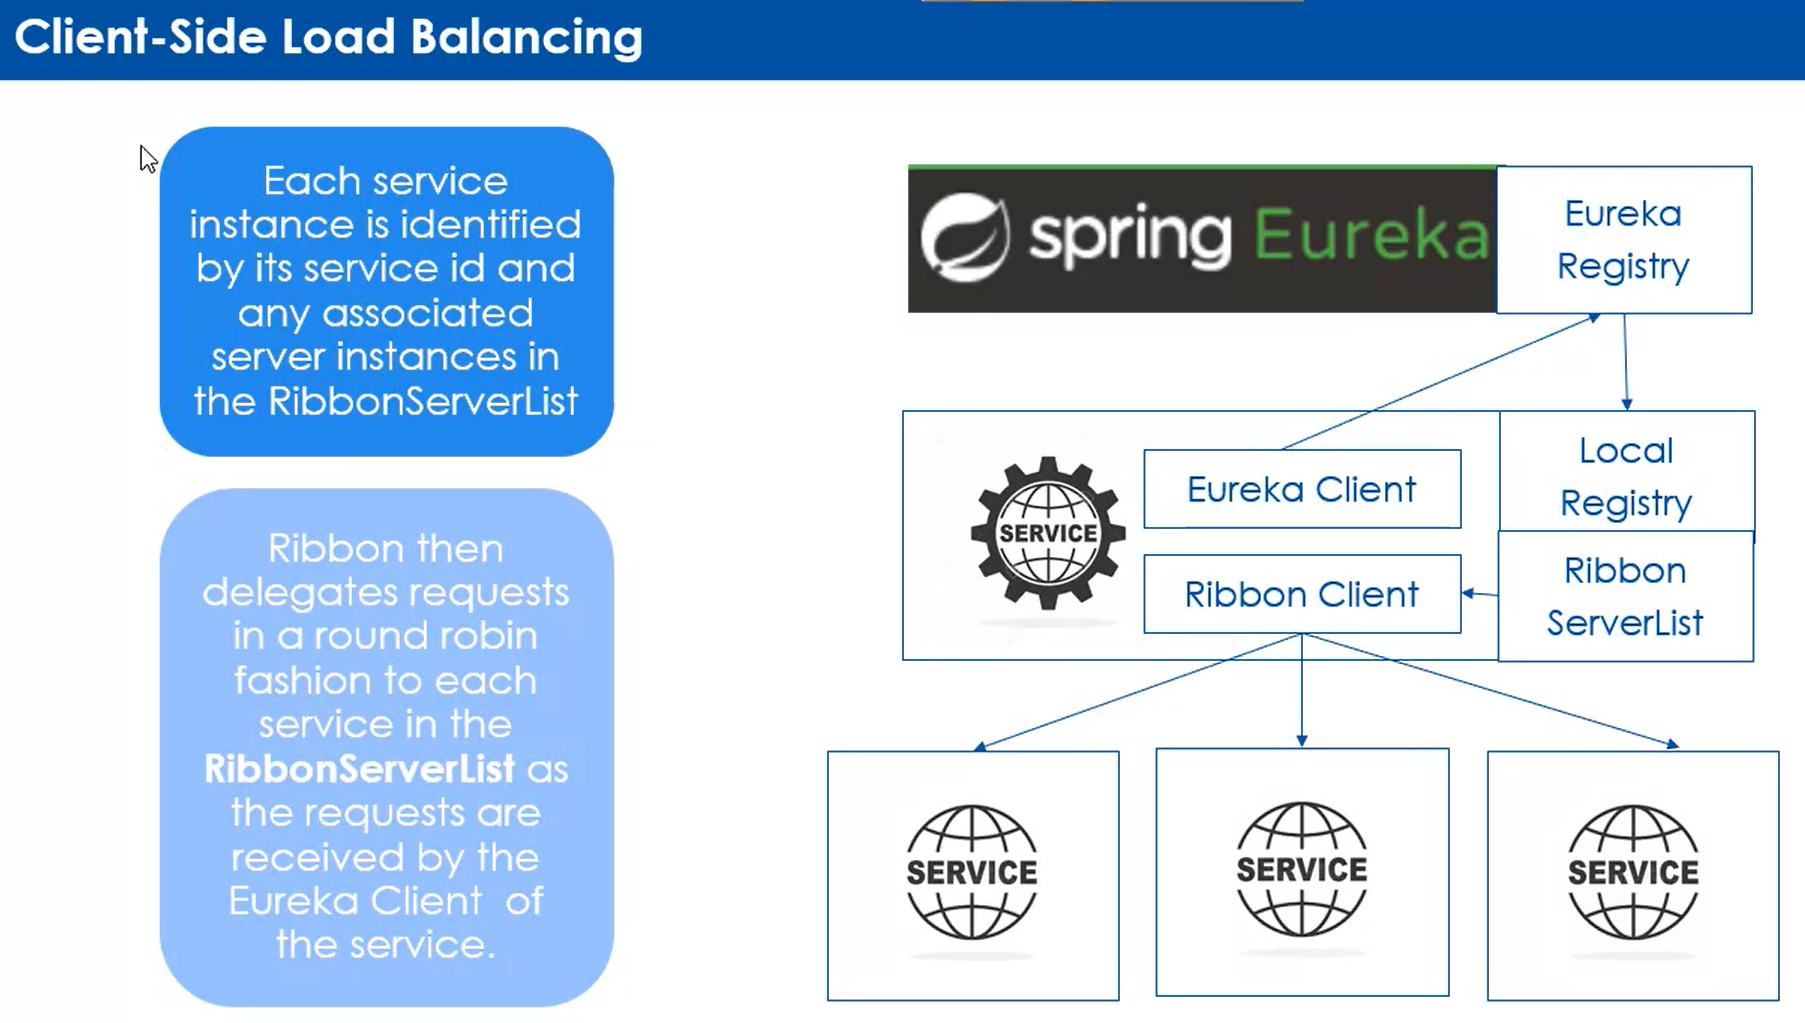 Client-Side Load Balancing
Each service
instance is identified
by its service id and
any associated
server instances in
the RibbonServerList
Ribbon then
delegates requests
in a round robin
fashion to each
service in the
RibbonServerList as
the requests are
received by the
Eureka Client of
the service.
spring Eureka
Eureka
Registry
Local
Registry
SERVICE
Eureka Client
Ribbon Client
Ribbon
ServerList
SERVICE
SERVICE
SERVICE